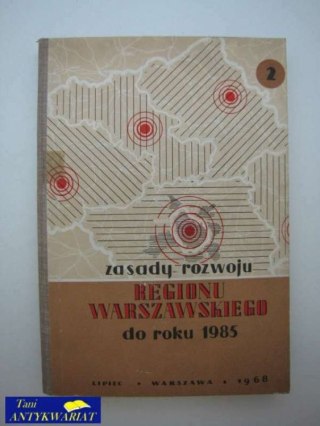 2
zasady rozwoju
REGIONU
WARSZAWSKIEGO
do roku 1985
LIPIEC • WARSZAWA • 1968
Tani
ANTYKWARIAT